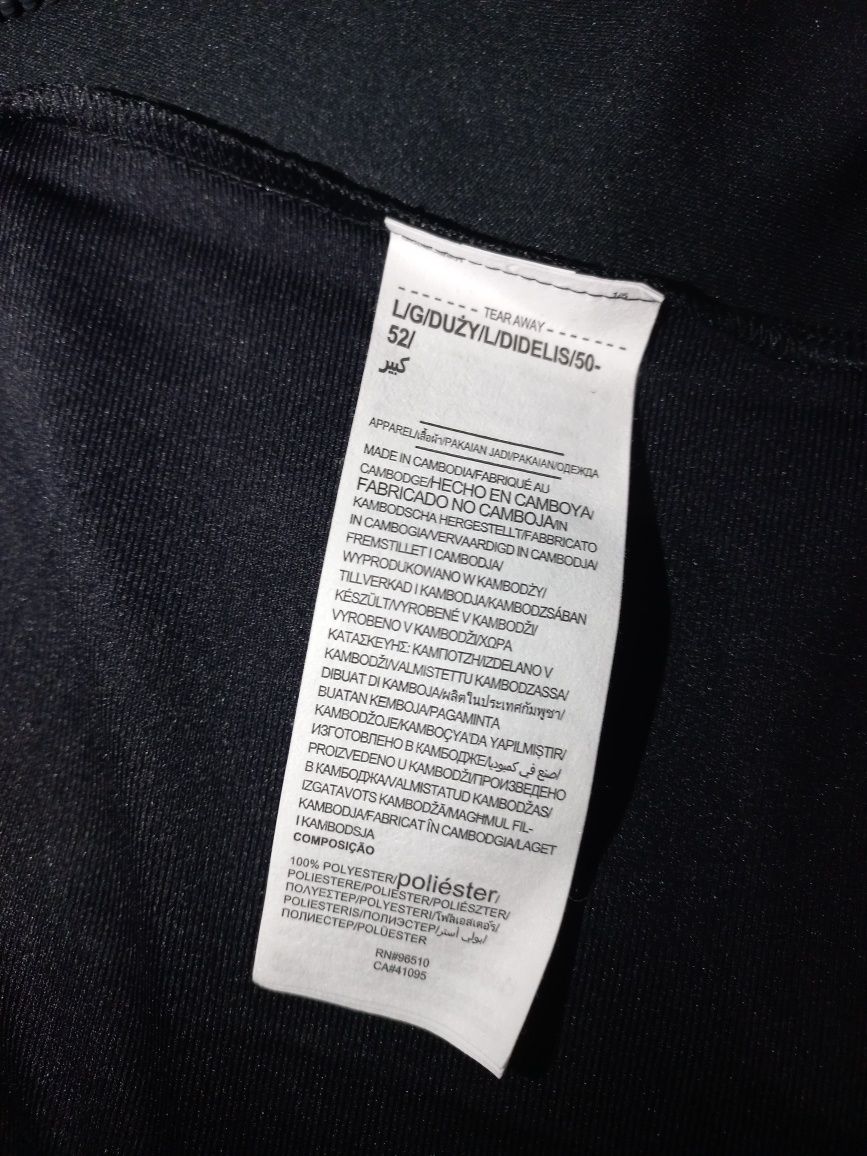 TEAR AWAY
L/G/DUŻY/L/DIDELIS/50-
52/
كبير
APPAREL/เสื้อผ้า/PAKAIAN JADI/PAKAIAN/ОДЕЖДА
MADE IN CAMBODIA/FABRIQUÉ AU
CAMBODGE/HECHO EN CAMBOYA/
FABRICADO NO CAMBOJA/IN
KAMBODSCHA HERGESTELLT/FABBRICATO
IN CAMBOGIA/VERVAARDIGD IN CAMBODJA/
FREMSTILLET I CAMBODJA/
WYPRODUKOWANO W KAMBODŻY/
TILLVERKAD I KAMBODJA/KAMBODZSÁBAN
KÉSZÜLT/VYROBENÉ V KAMBODŽI/
VYROBENO V KAMBODŽI/ΧΩΡΑ
ΚΑΤΑΣΚΕΥΗΣ: ΚΑΜΠΟΤΖΗ/IZDELANO V
KAMBODŽI/VALMISTETTU KAMBODZASSA/
DIBUAT DI KAMBOJA/ผลิตในประเทศกัมพูชา/
BUATAN KEMBOJA/PAGAMINTA
KAMBODŽOJE/KAMBOÇYA'DA YAPILMIŞTIR/
ИЗГОТОВЛЕНО В КАМБОДЖЕ/صنع في كمبوديا/
PROIZVEDENO U KAMBODŽI/ПРОИЗВЕДЕНО
В КАМБОДЖА/VALMISTATUD KAMBODŽAS/
IZGATAVOTS KAMBODŽĀ/MAGĦMUL FIL-
KAMBODJA/FABRICAT ÎN CAMBODGIA/LAGET
I KAMBODSJA
COMPOSIÇÃO
100% POLYESTER/poliéster/
POLIESTERE/POLIESTER/POLIÉSZTER/
ΠΟΛΥΕΣΤΕΡ/POLYESTERI/โพลีเอสเตอร์/
POLIESTERIS/ПОЛИЭСТЕР/بولي أستر/
ПОЛИЕСТЕР/POLÜESTER
RN#96510
CA#41095